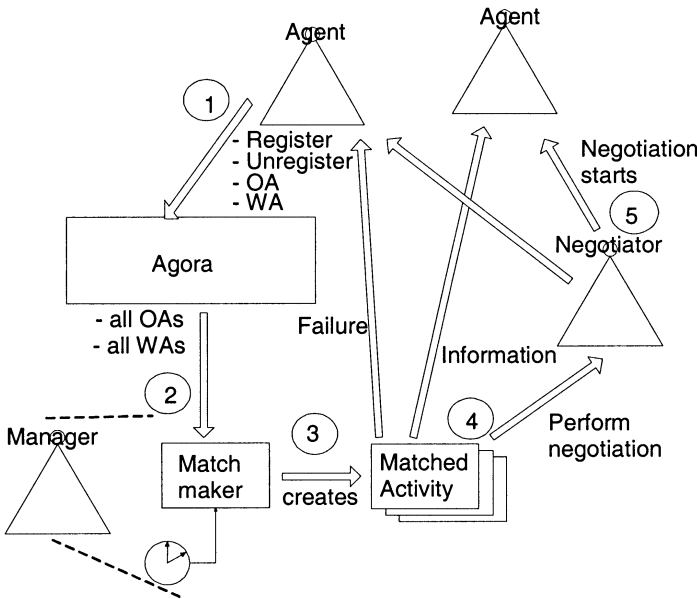 Agent
Agent
1
- Register
- Unregister
- OA
- WA
Negotiation
starts
5
Negotiator
Agora
- all OAs
- all WAs
Failure
Information
2
3
4
Manager
Match
maker
creates
Matched
Activity
Perform
negotiation